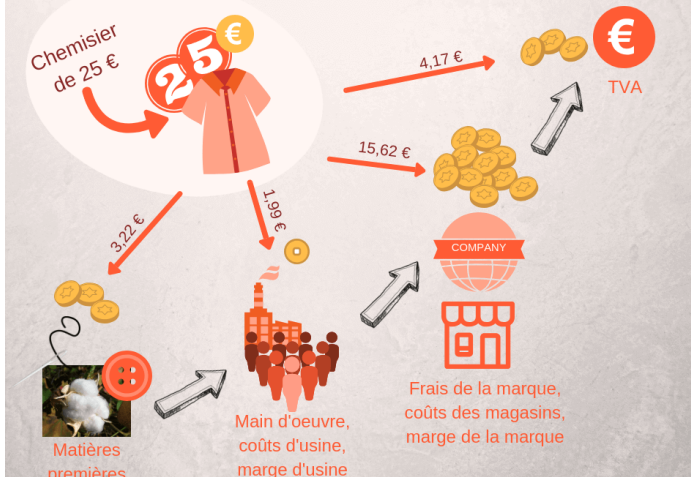 Chemisier
de 25 €
25
€
4,17 €
€
TVA
15,62 €
3,22 €
1,99 €
COMPANY
Frais de la marque,
coûts des magasins,
marge de la marque
Main d'oeuvre,
coûts d'usine,
marge d'usine
Matières
premières